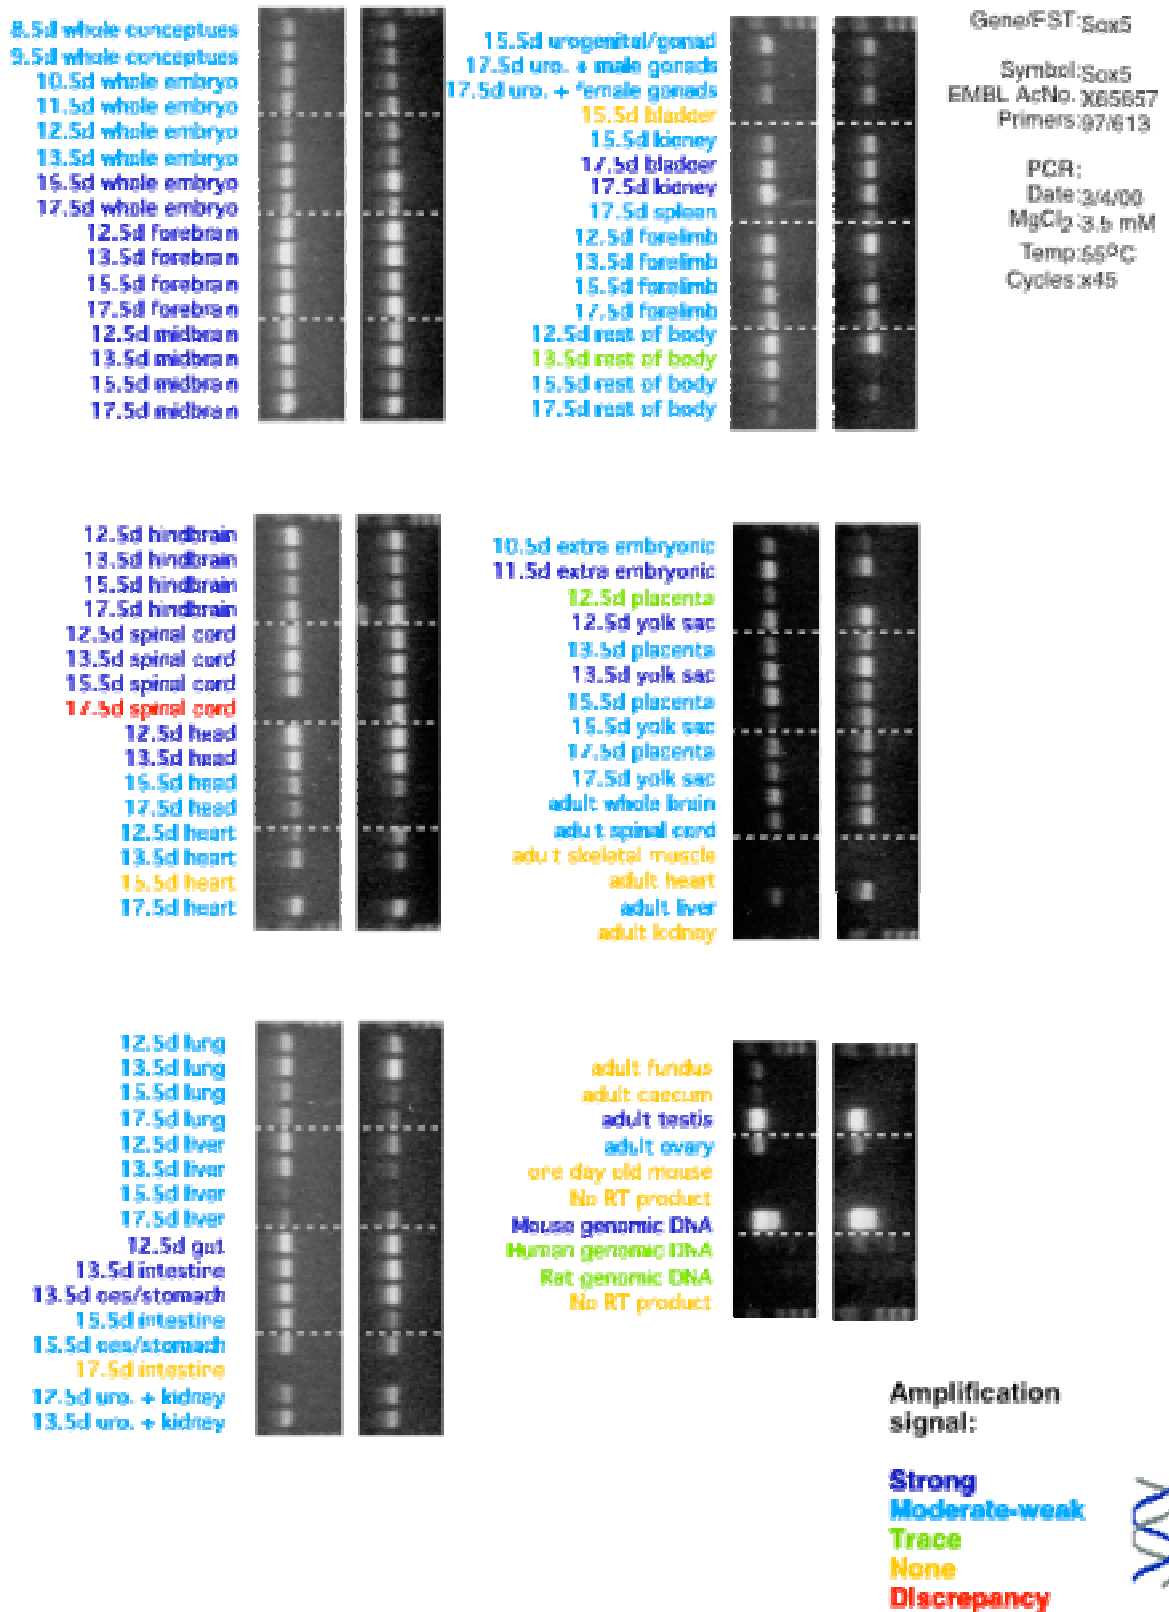 8.5d whole conceptues
9.5d whole conceptues
10.5d whole embryo
11.5d whole embryo
12.5d whole embryo
13.5d whole embryo
15.5d whole embryo
17.5d whole embryo
12.5d forebrain
13.5d forebrain
15.5d forebrain
17.5d forebrain
12.5d midbrain
13.5d midbrain
15.5d midbrain
17.5d midbrain
15.5d urogenital/gonad
17.5d uro. + male gonads
17.5d uro. + female gonads
15.5d bladder
15.5d kidney
17.5d bladder
17.5d kidney
17.5d spleen
12.5d forelimb
13.5d forelimb
15.5d forelimb
17.5d forelimb
12.5d rest of body
13.5d rest of body
15.5d rest of body
17.5d rest of body
Gene/EST: Sox5
Symbol: Sox5
EMBL AcNo. X65657
Primers: 97/613
PCR:
Date: 3/4/00
MgCl2: 3.5 mM
Temp: 55ºC
Cycles: x45
12.5d hindbrain
13.5d hindbrain
15.5d hindbrain
17.5d hindbrain
12.5d spinal cord
13.5d spinal cord
15.5d spinal cord
17.5d spinal cord
12.5d head
13.5d head
15.5d head
17.5d head
12.5d heart
13.5d heart
15.5d heart
17.5d heart
10.5d extra embryonic
11.5d extra embryonic
12.5d placenta
12.5d yolk sac
13.5d placenta
13.5d yolk sac
15.5d placenta
15.5d yolk sac
17.5d placenta
17.5d yolk sac
adult whole brain
adult spinal cord
adult skeletal muscle
adult heart
adult liver
adult kidney
12.5d lung
13.5d lung
15.5d lung
17.5d lung
12.5d liver
13.5d liver
15.5d liver
17.5d liver
12.5d gut
13.5d intestine
13.5d oes/stomach
15.5d intestine
15.5d oes/stomach
17.5d intestine
17.5d uro. + kidney
13.5d uro. + kidney
adult fundus
adult caecum
adult testis
adult ovary
one day old mouse
No RT product
Mouse genomic DNA
Human genomic DNA
Rat genomic DNA
No RT product
Amplification
signal:
Strong
Moderate-weak
Trace
None
Discrepancy